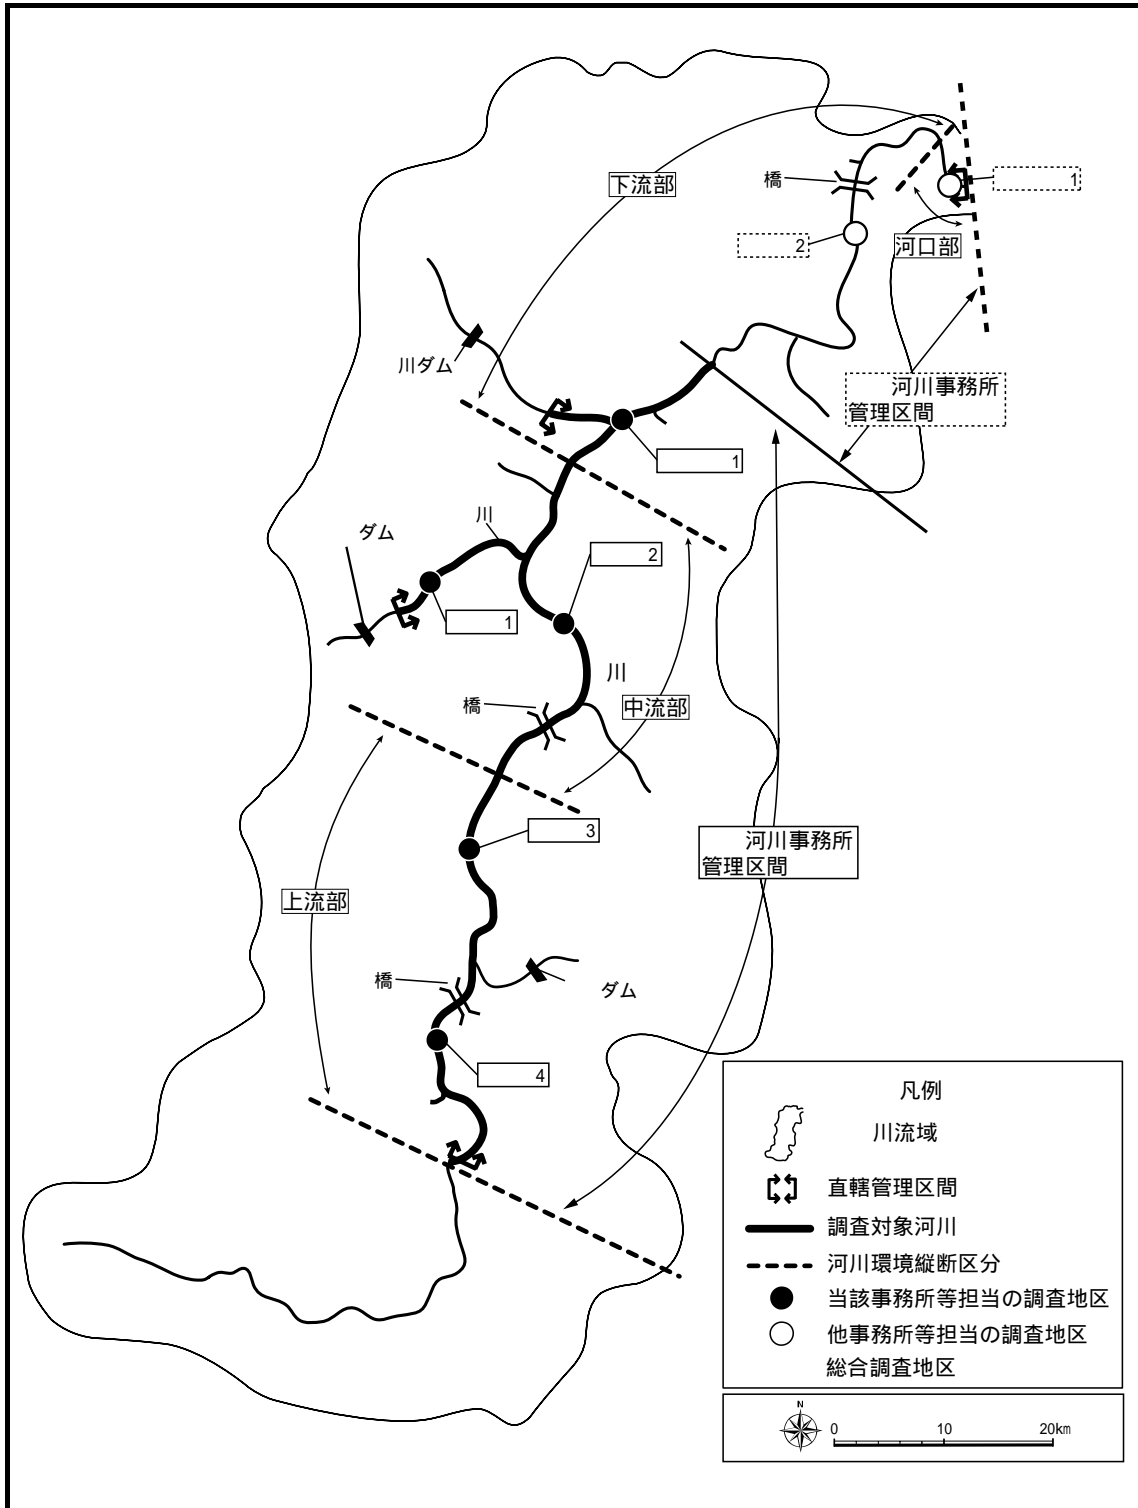 下流部
橋
1
2
河口部
川ダム
河川事務所
管理区間
1
川
ダム
2
1
川
橋
中流部
3
河川事務所
管理区間
上流部
橋
ダム
4
凡例
川流域
直轄管理区間
調査対象河川
河川環境縦断区分
当該事務所等担当の調査地区
他事務所等担当の調査地区
総合調査地区
N
0 10 20km